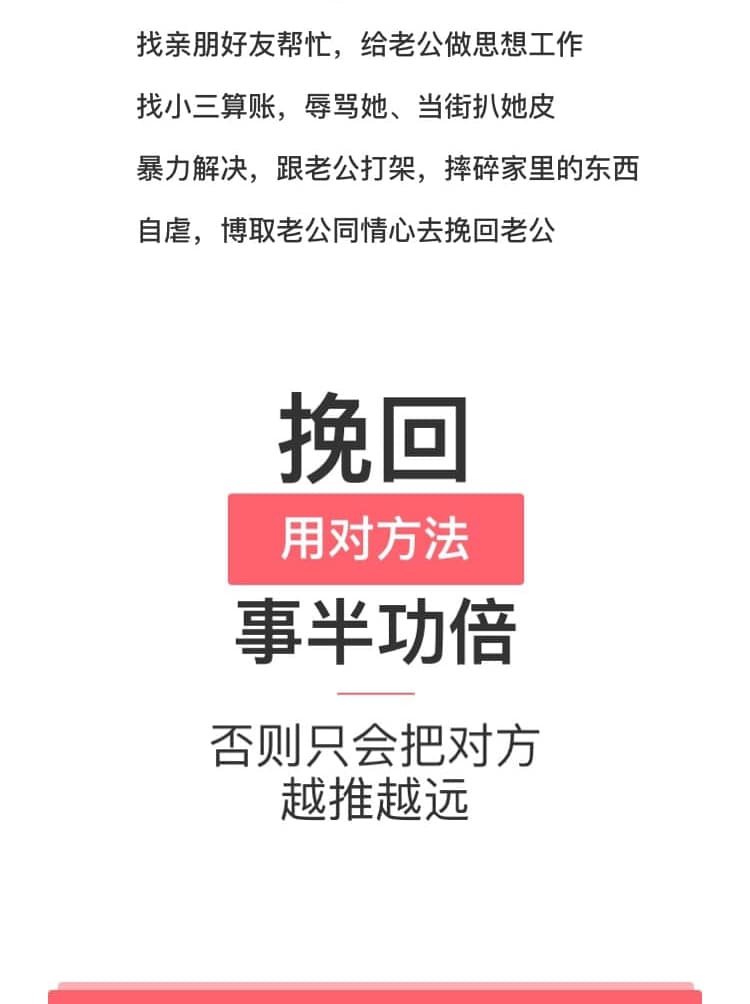 找亲朋好友帮忙，给老公做思想工作
找小三算账，辱骂她、当街扒她皮
暴力解决，跟老公打架，摔碎家里的东西
自虐，博取老公同情心去挽回老公
挽回
用对方法
事半功倍
否则只会把对方
越推越远